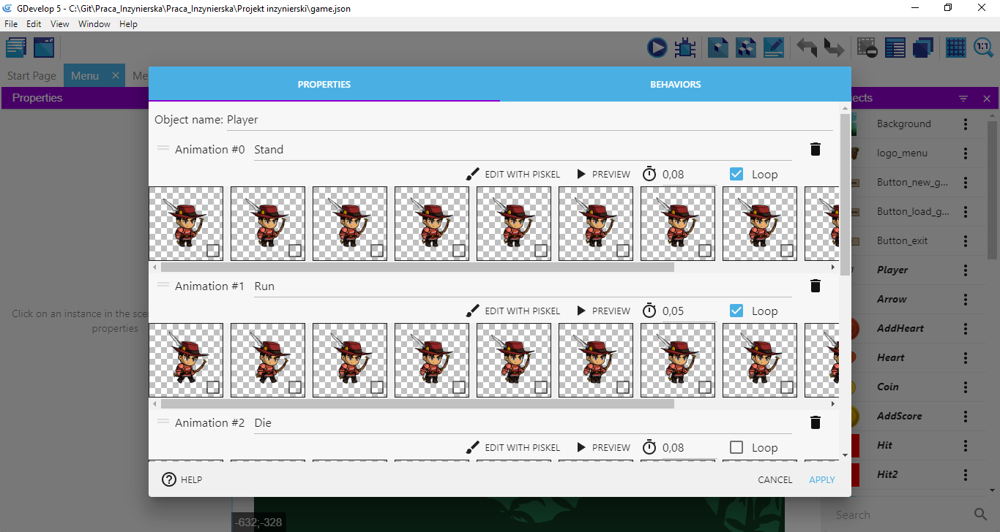 GDevelop 5 - C:\Git\Praca_Inzynierska\Praca_Inzynierska\Projekt inzynierski\game.json
File Edit View Window Help
1:1
Start Page Menu Me
Properties
ects
PROPERTIES BEHAVIORS
Object name: Player
Animation #0 Stand
EDIT WITH PISKEL PREVIEW 0,08 Loop
Animation #1 Run
EDIT WITH PISKEL PREVIEW 0,05 Loop
Animation #2 Die
EDIT WITH PISKEL PREVIEW 0,08 Loop
? HELP CANCEL APPLY
Click on an instance in the sce
properties
Background
logo_menu
Button_new_g...
Button_load_g...
Button_exit
Player
Arrow
AddHeart
Heart
Coin
AddScore
Hit
Hit2
Search
-632;-328